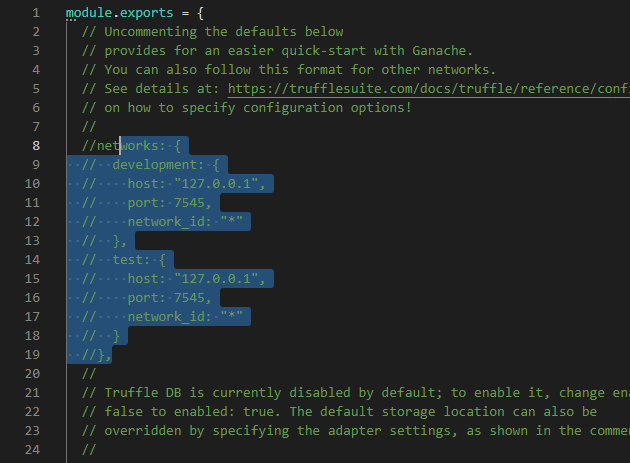 1 module.exports = {
2 // Uncommenting the defaults below
3 // provides for an easier quick-start with Ganache.
4 // You can also follow this format for other networks.
5 // See details at: https://trufflesuite.com/docs/truffle/reference/conf
6 // on how to specify configuration options!
7 //
8 //networks: {
9 //  development: {
10 //    host: "127.0.0.1",
11 //    port: 7545,
12 //    network_id: "*"
13 //  },
14 //  test: {
15 //    host: "127.0.0.1",
16 //    port: 7545,
17 //    network_id: "*"
18 //  }
19 //},
20 //
21 // Truffle DB is currently disabled by default; to enable it, change ena
22 // false to enabled: true. The default storage location can also be
23 // overridden by specifying the adapter settings, as shown in the comme
24 //